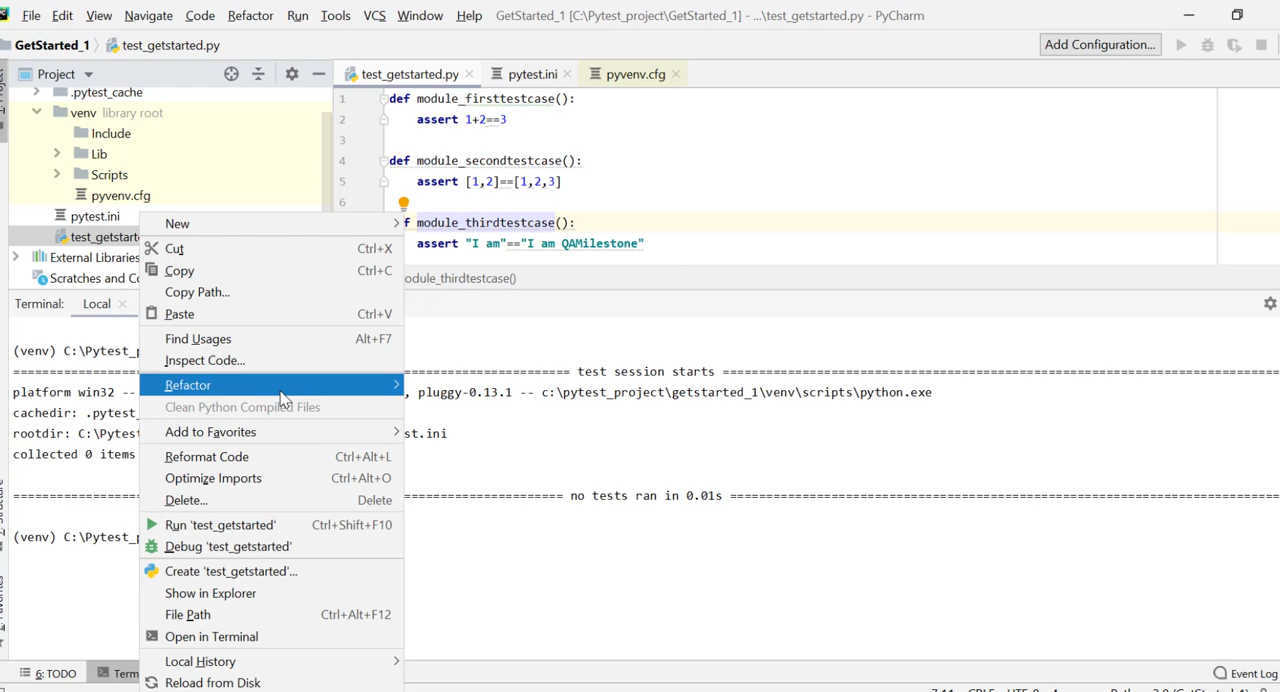 File Edit View Navigate Code Refactor Run Tools VCS Window Help GetStarted_1 [C:\Pytest_project\GetStarted_1] - ...\test_getstarted.py - PyCharm
GetStarted_1 test_getstarted.py Add Configuration...
Project test_getstarted.py pytest.ini pyvenv.cfg
.pytest_cache
venv library root
Include
Lib
Scripts
pyvenv.cfg
pytest.ini
test_getstarte
External Libraries
Scratches and Co
1 def module_firsttestcase():
2 assert 1+2==3
3
4 def module_secondtestcase():
5 assert [1,2]==[1,2,3]
6
f module_thirdtestcase():
assert "I am"=="I am QAMilestone"
odule_thirdtestcase()
New
Cut Ctrl+X
Copy Ctrl+C
Copy Path...
Paste Ctrl+V
Find Usages Alt+F7
Inspect Code...
Refactor
Clean Python Compiled Files
Add to Favorites
Reformat Code Ctrl+Alt+L
Optimize Imports Ctrl+Alt+O
Delete... Delete
Run 'test_getstarted' Ctrl+Shift+F10
Debug 'test_getstarted'
Create 'test_getstarted'...
Show in Explorer
File Path Ctrl+Alt+F12
Open in Terminal
Local History
Reload from Disk
Terminal: Local
(venv) C:\Pytest_p
test session starts
platform win32 -- , pluggy-0.13.1 -- c:\pytest_project\getstarted_1\venv\scripts\python.exe
cachedir: .pytest_
rootdir: C:\Pytest st.ini
collected 0 items
no tests ran in 0.01s
(venv) C:\Pytest_p
6: TODO Term Event Log